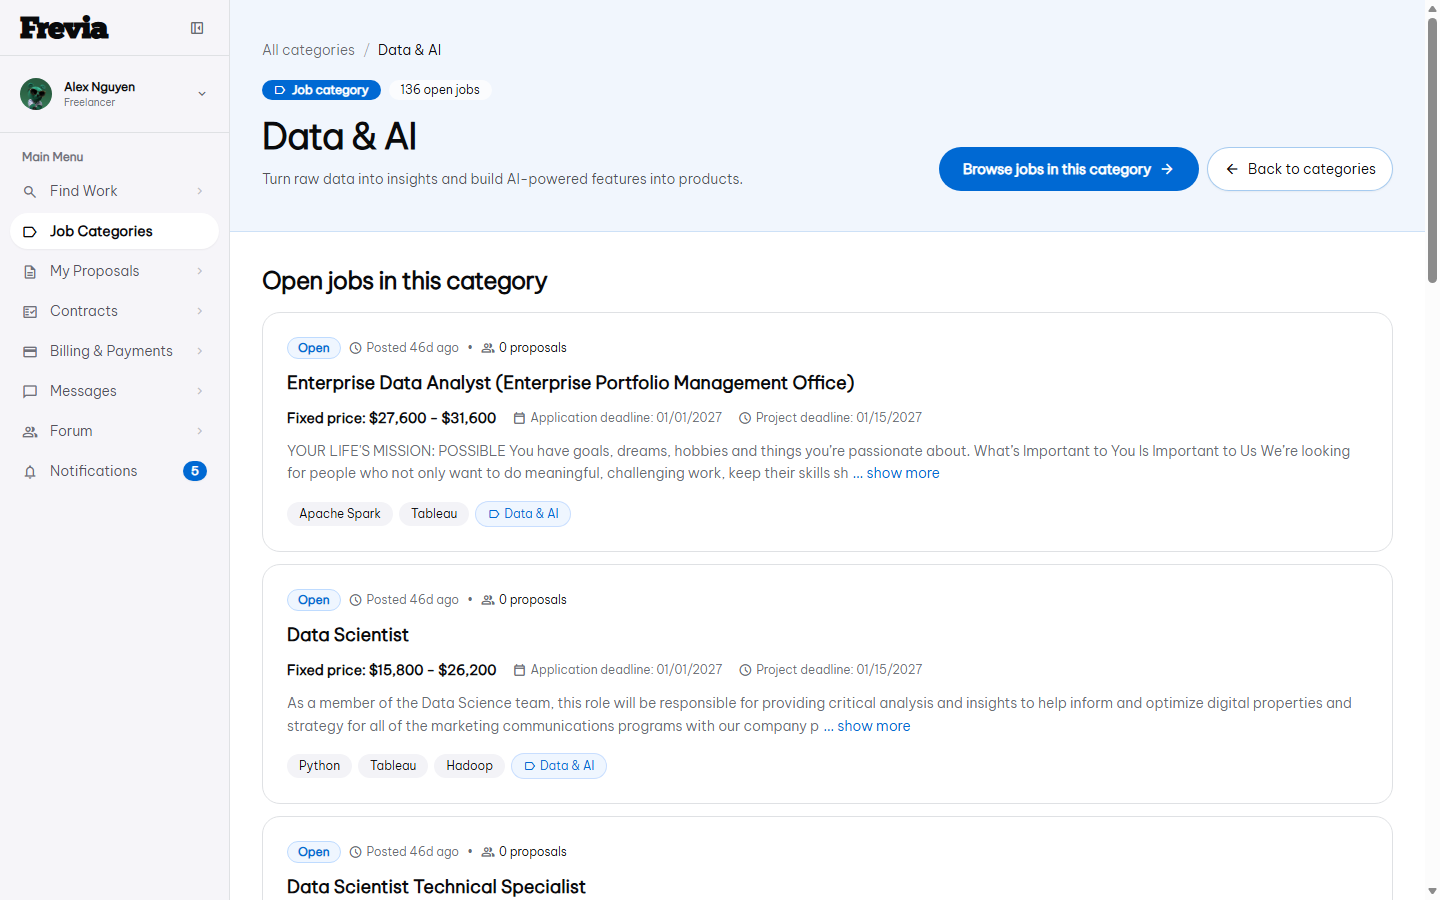 Frevia
Alex Nguyen
Freelancer
Main Menu
Find Work
Job Categories
My Proposals
Contracts
Billing & Payments
Messages
Forum
Notifications
5
All categories / Data & AI
Job category
136 open jobs
Data & AI
Turn raw data into insights and build AI-powered features into products.
Browse jobs in this category
Back to categories
Open jobs in this category
Open Posted 46d ago • 0 proposals
Enterprise Data Analyst (Enterprise Portfolio Management Office)
Fixed price: $27,600 - $31,600 Application deadline: 01/01/2027 Project deadline: 01/15/2027
YOUR LIFE'S MISSION: POSSIBLE You have goals, dreams, hobbies and things you're passionate about. What's Important to You Is Important to Us We're looking
for people who not only want to do meaningful, challenging work, keep their skills sh ... show more
Apache Spark Tableau Data & AI
Open Posted 46d ago • 0 proposals
Data Scientist
Fixed price: $15,800 - $26,200 Application deadline: 01/01/2027 Project deadline: 01/15/2027
As a member of the Data Science team, this role will be responsible for providing critical analysis and insights to help inform and optimize digital properties and
strategy for all of the marketing communications programs with our company p ... show more
Python Tableau Hadoop Data & AI
Open Posted 46d ago • 0 proposals
Data Scientist Technical Specialist